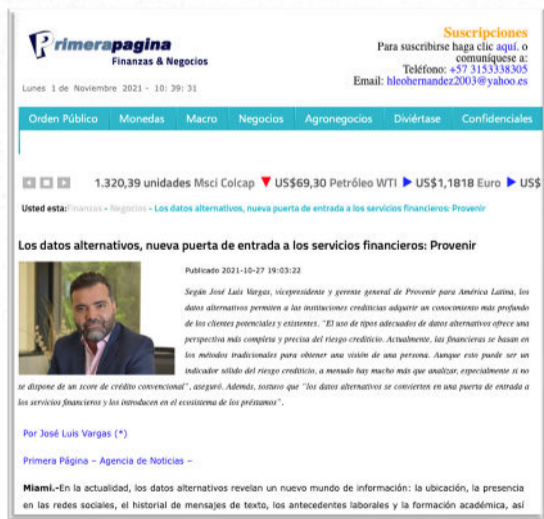 Primerapagina
Finanzas & Negocios
Lunes 1 de Noviembre 2021 - 10: 39: 31
Suscripciones
Para suscribirse haga clic aquí. o
comuníquese a:
Teléfono: +57 3153338305
Email: hleohernandez2003@yahoo.es
Orden Público Monedas Macro Negocios Agronegocios Diviértase Confidenciales
1.320,39 unidades Msci Colcap US$69,30 Petróleo WTI US$1,1818 Euro US$
Usted esta: Finanzas - Negocios - Los datos alternativos, nueva puerta de entrada a los servicios financieros: Provenir
Los datos alternativos, nueva puerta de entrada a los servicios financieros: Provenir
Publicado 2021-10-27 19:03:22
Según José Luis Vargas, vicepresidente y gerente general de Provenir para América Latina, los
datos alternativos permiten a las instituciones crediticias adquirir un conocimiento más profundo
de los clientes potenciales y existentes. "El uso de tipos adecuados de datos alternativos ofrece una
perspectiva más completa y precisa del riesgo crediticio. Actualmente, las financieras se basan en
los métodos tradicionales para obtener una visión de una persona. Aunque esto puede ser un
indicador sólido del riesgo crediticio, a menudo hay mucho más que analizar, especialmente si no
se dispone de un score de crédito convencional", aseguró. Además, sostuvo que "los datos alternativos se convierten en una puerta de entrada a
los servicios financieros y los introducen en el ecosistema de los préstamos".
Por José Luis Vargas (*)
Primera Página – Agencia de Noticias –
Miami.-En la actualidad, los datos alternativos revelan un nuevo mundo de información: la ubicación, la presencia
en las redes sociales, el historial de mensajes de texto, los antecedentes laborales y la formación académica, así